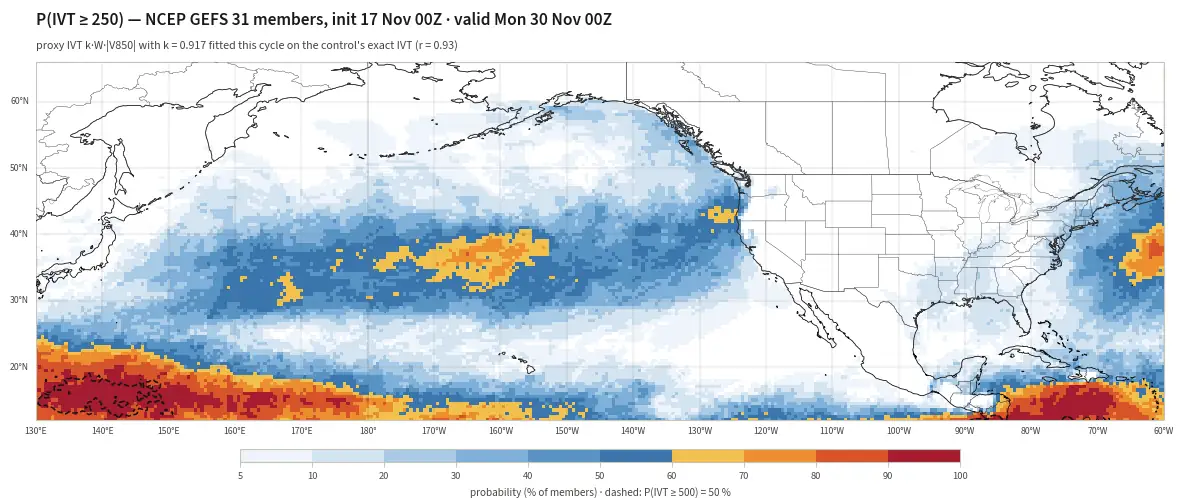 P(IVT ≥ 250) — NCEP GEFS 31 members, init 17 Nov 00Z · valid Mon 30 Nov 00Z
proxy IVT k·W·|V850| with k = 0.917 fitted this cycle on the control's exact IVT (r = 0.93)
60°N
50°N
40°N
30°N
20°N
130°E 140°E 150°E 160°E 170°E 180° 170°W 160°W 150°W 140°W 130°W 120°W 110°W 100°W 90°W 80°W 70°W 60°W
5 10 20 30 40 50 60 70 80 90 100
probability (% of members) · dashed: P(IVT ≥ 500) = 50 %